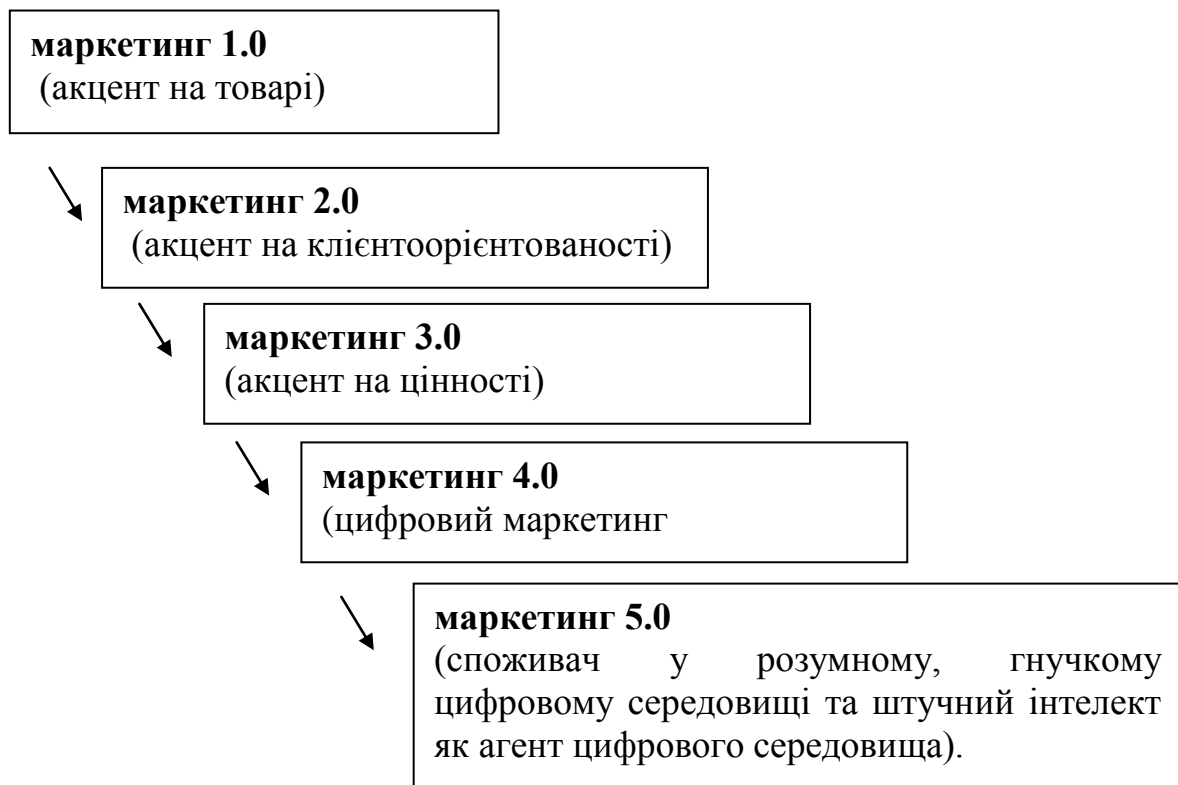 маркетинг 1.0
(акцент на товарі)
маркетинг 2.0
(акцент на клієнтоорієнтованості)
маркетинг 3.0
(акцент на цінності)
маркетинг 4.0
(цифровий маркетинг
маркетинг 5.0
(споживач у розумному, гнучкому
цифровому середовищі та штучний інтелект
як агент цифрового середовища).